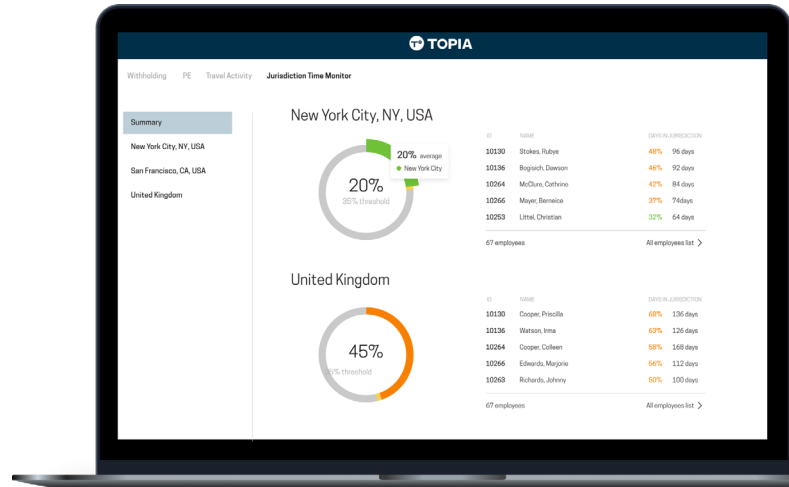 TOPIA
Withholding PE Travel Activity Jurisdiction Time Monitor
Summary
New York City, NY, USA
San Francisco, CA, USA
United Kingdom
New York City, NY, USA
20% average
New York City
20%
35% threshold
ID NAME DAYS IN JURISDICTION
10130 Stokes, Rubye 48% 96 days
10136 Bogisich, Dawson 46% 92 days
10264 McClure, Cathrine 42% 84 days
10266 Mayer, Berneice 37% 74days
10253 Littel, Christian 32% 64 days
67 employees All employees list
United Kingdom
45%
35% threshold
ID NAME DAYS IN JURISDICTION
10130 Cooper, Priscilla 68% 136 days
10136 Watson, Irma 63% 126 days
10264 Cooper, Colleen 58% 168 days
10266 Edwards, Marjorie 56% 112 days
10263 Richards, Johnny 50% 100 days
67 employees All employees list